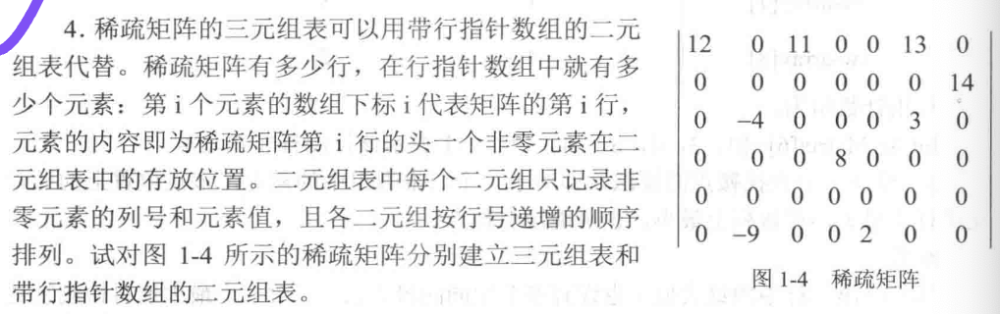 4. 稀疏矩阵的三元组表可以用带行指针数组的二元
组表代替。稀疏矩阵有多少行，在行指针数组中就有多
少个元素：第 i 个元素的数组下标 i 代表矩阵的第 i 行，
元素的内容即为稀疏矩阵第 i 行的头一个非零元素在二
元组表中的存放位置。二元组表中每个二元组只记录非
零元素的列号和元素值，且各二元组按行号递增的顺序
排列。试对图 1-4 所示的稀疏矩阵分别建立三元组表和
带行指针数组的二元组表。
12 0 11 0 0 13 0
0 0 0 0 0 0 14
0 -4 0 0 0 3 0
0 0 0 8 0 0 0
0 0 0 0 0 0 0
0 -9 0 0 2 0 0
图 1-4 稀疏矩阵